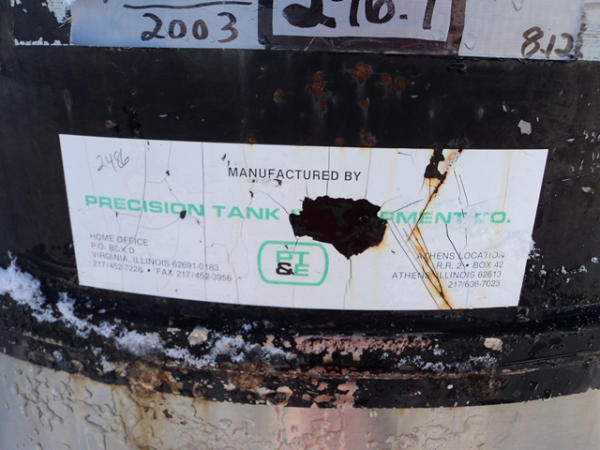 2003
8.12
2486
MANUFACTURED BY
PRECISION TANK PMENT CO.
HOME OFFICE
P.O. BOX D
VIRGINIA, ILLINOIS 62691-0183
217/452-7228 • FAX 217/452-3956
PT
&E
ATHENS LOCATION
R.R. 2 • BOX 42
ATHENS ILLINOIS 62613
217/636-7023